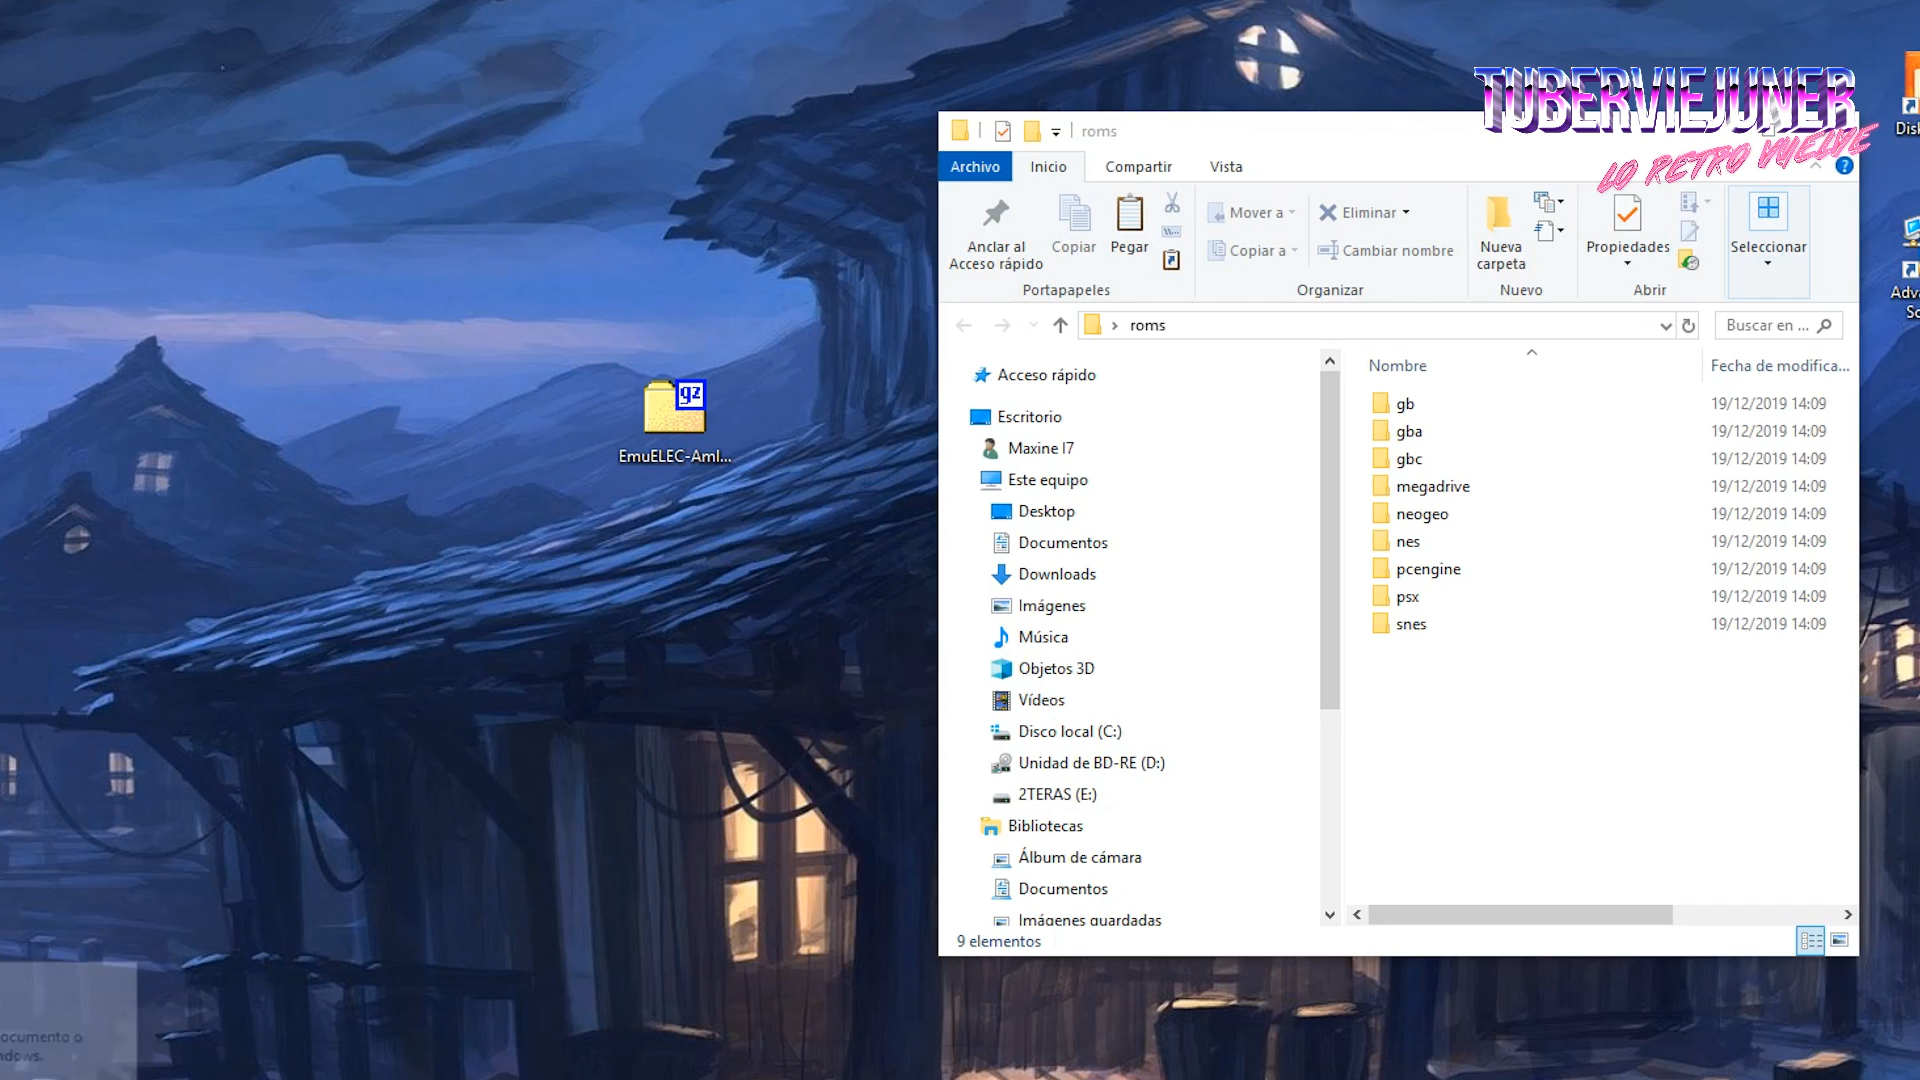 TUBERVIEJUNER
LO RETRO VUELVE
roms
Archivo
Inicio
Compartir
Vista
Anclar al
Acceso rápido
Copiar
Pegar
Mover a
Copiar a
Eliminar
Cambiar nombre
Nueva
carpeta
Propiedades
Seleccionar
Portapapeles
Organizar
Nuevo
Abrir
roms
Buscar en ...
Acceso rápido
Escritorio
Maxine I7
Este equipo
Desktop
Documentos
Downloads
Imágenes
Música
Objetos 3D
Vídeos
Disco local (C:)
Unidad de BD-RE (D:)
2TERAS (E:)
Bibliotecas
Álbum de cámara
Documentos
Imágenes guardadas
Nombre
Fecha de modifica...
gb 19/12/2019 14:09
gba 19/12/2019 14:09
gbc 19/12/2019 14:09
megadrive 19/12/2019 14:09
neogeo 19/12/2019 14:09
nes 19/12/2019 14:09
pcengine 19/12/2019 14:09
psx 19/12/2019 14:09
snes 19/12/2019 14:09
9 elementos
gz
EmuELEC-Aml...